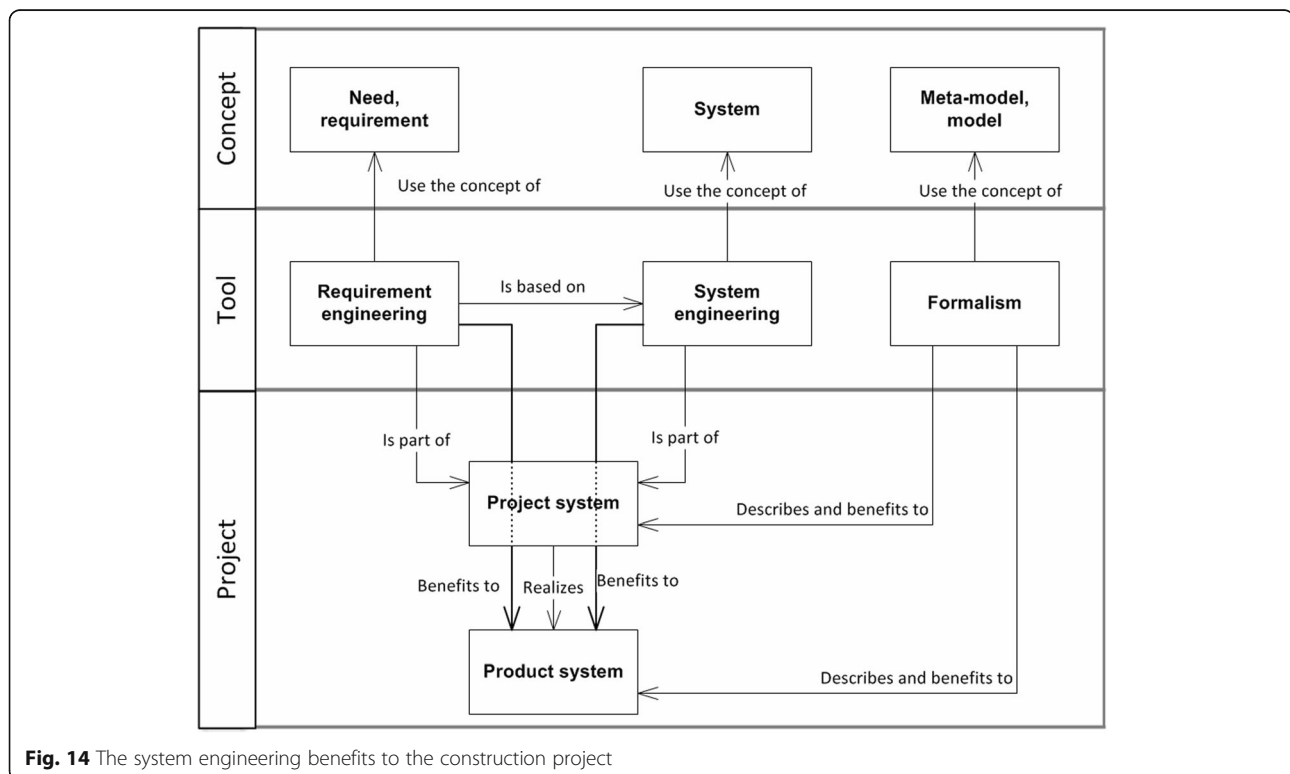 Concept
Need,
requirement
System
Meta-model,
model
Use the concept of
Use the concept of
Use the concept of
Tool
Requirement
engineering
Is based on
System
engineering
Formalism
Project
Is part of
Is part of
Project system
Describes and benefits to
Benefits to
Realizes
Benefits to
Product system
Describes and benefits to
Fig. 14 The system engineering benefits to the construction project